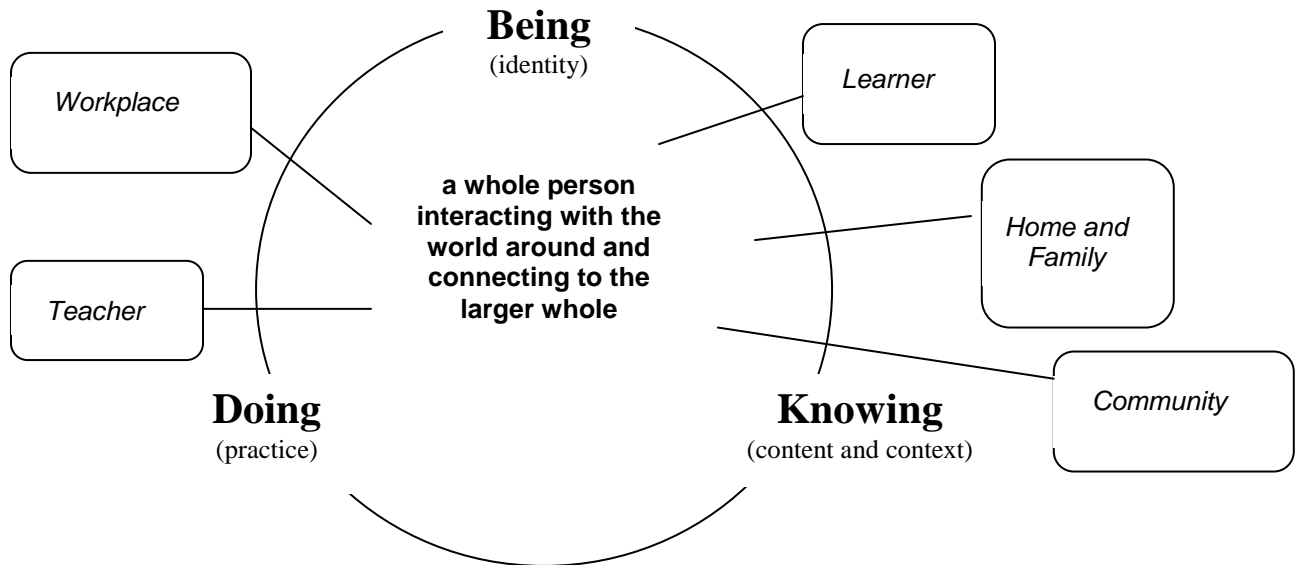 Being
(identity)
Workplace
Learner
a whole person
interacting with the
world around and
connecting to the
larger whole
Home and
Family
Teacher
Doing
(practice)
Knowing
(content and context)
Community